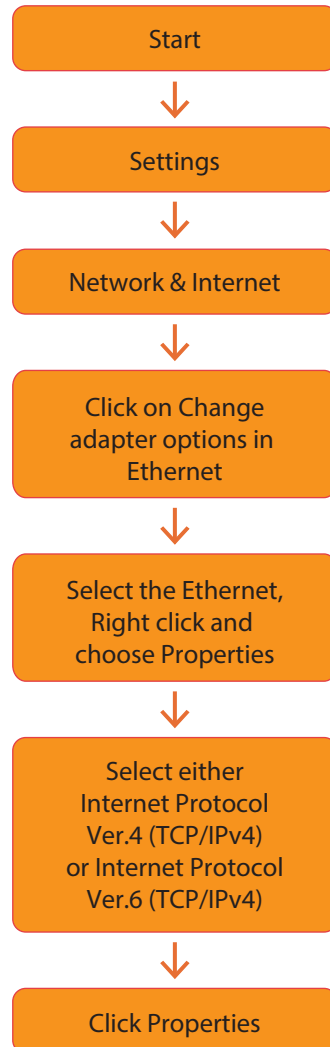 Start
Settings
Network & Internet
Click on Change
adapter options in
Ethernet
Select the Ethernet,
Right click and
choose Properties
Select either
Internet Protocol
Ver.4 (TCP/IPv4)
or Internet Protocol
Ver.6 (TCP/IPv4)
Click Properties